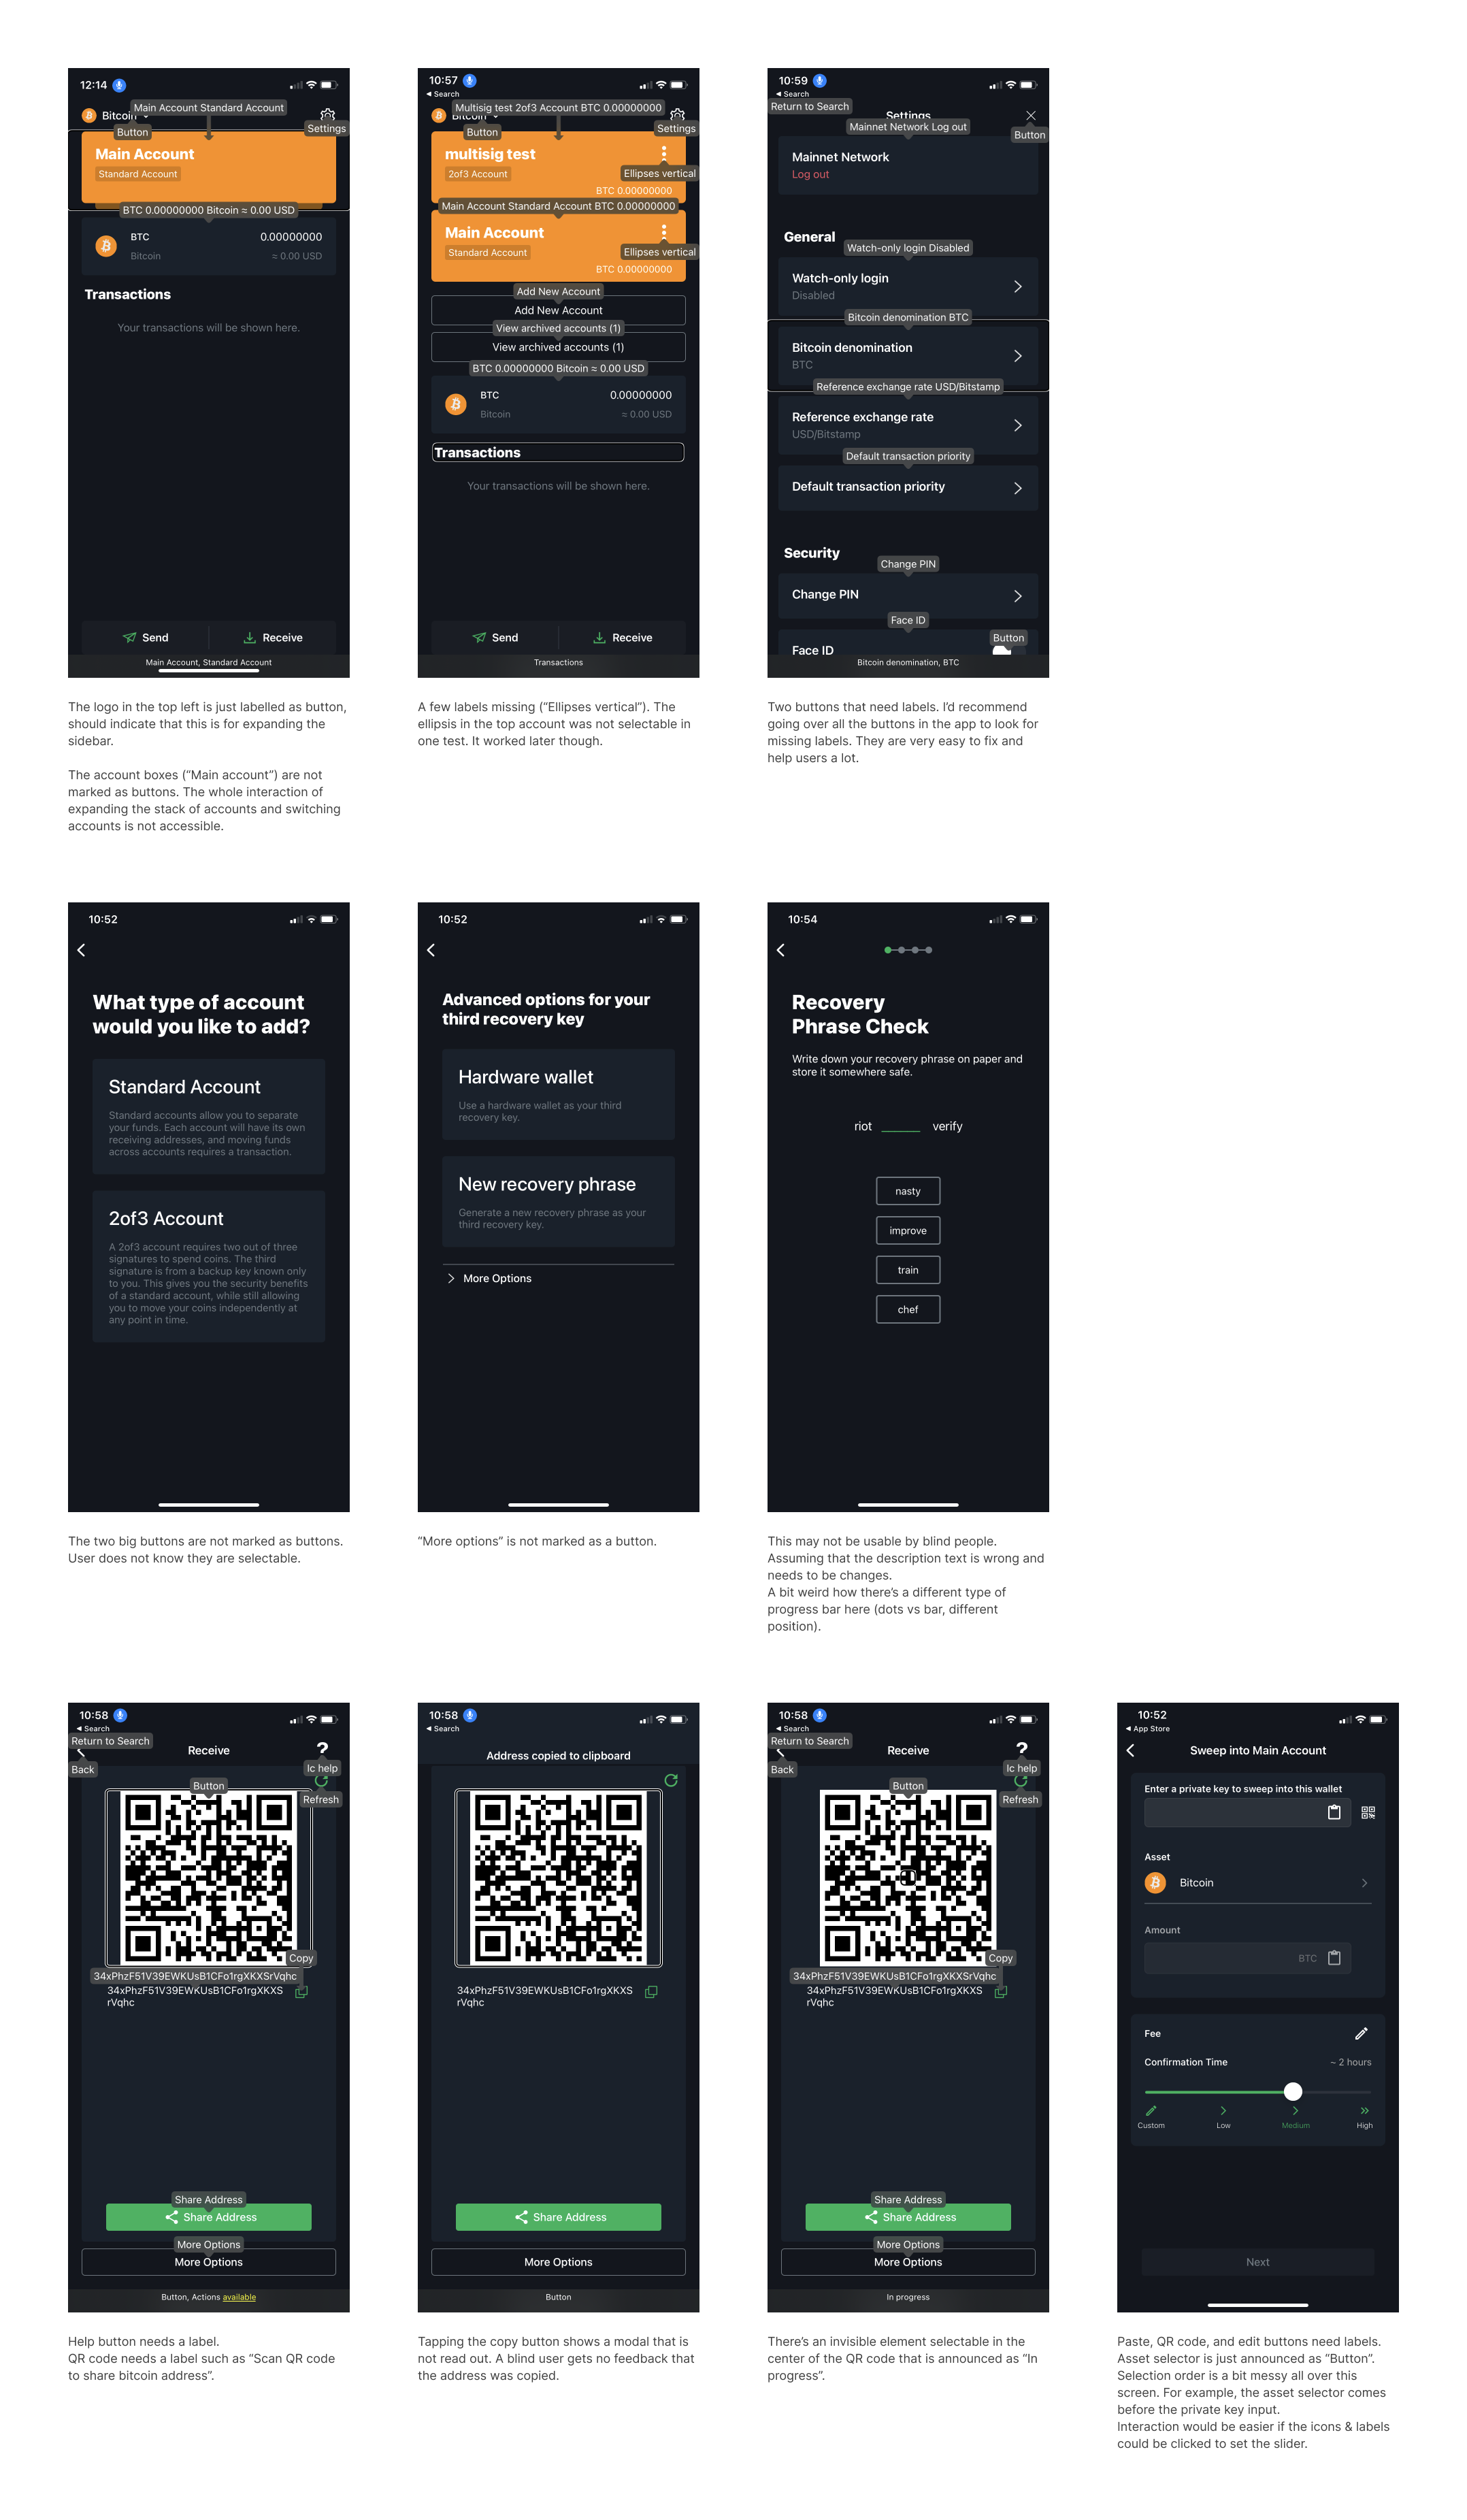 12:14
Main Account Standard Account
Bitcoin
Button
Settings
Main Account
Standard Account
BTC 0.00000000 Bitcoin ≈ 0.00 USD
BTC 0.00000000
Bitcoin ≈ 0.00 USD
Transactions
Your transactions will be shown here.
Send Receive
Main Account, Standard Account
The logo in the top left is just labelled as button,
should indicate that this is for expanding the
sidebar.
The account boxes (“Main account”) are not
marked as buttons. The whole interaction of
expanding the stack of accounts and switching
accounts is not accessible.
10:57
Search
Multisig test 2of3 Account BTC 0.00000000
Bitcoin
Button
Settings
multisig test
2of3 Account
Ellipses vertical
BTC 0.00000000
Main Account Standard Account BTC 0.00000000
Main Account
Standard Account
Ellipses vertical
BTC 0.00000000
Add New Account
Add New Account
View archived accounts (1)
View archived accounts (1)
BTC 0.00000000 Bitcoin ≈ 0.00 USD
BTC 0.00000000
Bitcoin ≈ 0.00 USD
Transactions
Your transactions will be shown here.
Send Receive
Transactions
A few labels missing (“Ellipses vertical”). The
ellipsis in the top account was not selectable in
one test. It worked later though.
10:59
Search
Return to Search
Settings
Mainnet Network Log out
Button
Mainnet Network
Log out
General
Watch-only login Disabled
Watch-only login
Disabled
Bitcoin denomination BTC
Bitcoin denomination
BTC
Reference exchange rate USD/Bitstamp
Reference exchange rate
USD/Bitstamp
Default transaction priority
Default transaction priority
Security
Change PIN
Change PIN
Face ID
Button
Face ID
Bitcoin denomination, BTC
Two buttons that need labels. I’d recommend
going over all the buttons in the app to look for
missing labels. They are very easy to fix and
help users a lot.
10:52
What type of account
would you like to add?
Standard Account
Standard accounts allow you to separate
your funds. Each account will have its own
receiving addresses, and moving funds
across accounts requires a transaction.
2of3 Account
A 2of3 account requires two out of three
signatures to spend coins. The third
signature is from a backup key known only
to you. This gives you the security benefits
of a standard account, while still allowing
you to move your coins independently at
any point in time.
The two big buttons are not marked as buttons.
User does not know they are selectable.
10:52
Advanced options for your
third recovery key
Hardware wallet
Use a hardware wallet as your third
recovery key.
New recovery phrase
Generate a new recovery phrase as your
third recovery key.
More Options
“More options” is not marked as a button.
10:54
Recovery
Phrase Check
Write down your recovery phrase on paper and
store it somewhere safe.
riot ____ verify
nasty
improve
train
chef
This may not be usable by blind people.
Assuming that the description text is wrong and
needs to be changes.
A bit weird how there’s a different type of
progress bar here (dots vs bar, different
position).
10:58
Search
Return to Search
Receive
?
Back
Ic help
Button
Refresh
Copy
34xPhzF51V39EWKUsB1CFo1rgXKXSrVqhc
34xPhzF51V39EWKUsB1CFo1rgXKXS
rVqhc
Share Address
Share Address
More Options
More Options
Button, Actions available
Help button needs a label.
QR code needs a label such as “Scan QR code
to share bitcoin address”.
10:58
Search
Address copied to clipboard
34xPhzF51V39EWKUsB1CFo1rgXKXS
rVqhc
Share Address
More Options
Button
Tapping the copy button shows a modal that is
not read out. A blind user gets no feedback that
the address was copied.
10:58
Search
Return to Search
Receive
?
Back
Ic help
Button
Refresh
Copy
34xPhzF51V39EWKUsB1CFo1rgXKXSrVqhc
34xPhzF51V39EWKUsB1CFo1rgXKXS
rVqhc
Share Address
Share Address
More Options
More Options
In progress
There’s an invisible element selectable in the
center of the QR code that is announced as “In
progress”.
10:52
App Store
Sweep into Main Account
Enter a private key to sweep into this wallet
Asset
Bitcoin
Amount
BTC
Fee
Confirmation Time ~ 2 hours
Custom Low Medium High
Next
Paste, QR code, and edit buttons need labels.
Asset selector is just announced as “Button”.
Selection order is a bit messy all over this
screen. For example, the asset selector comes
before the private key input.
Interaction would be easier if the icons & labels
could be clicked to set the slider.